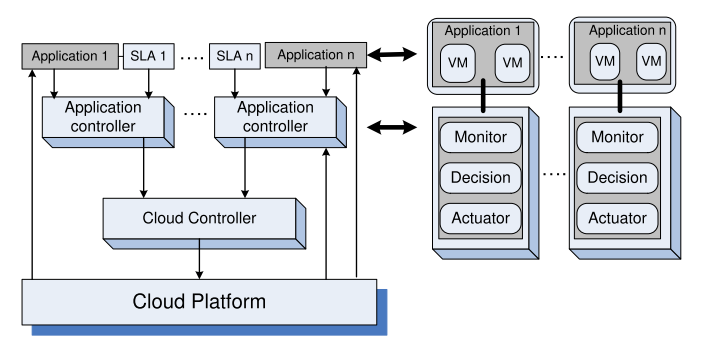 Application 1
SLA 1
SLA n
Application n
Application controller
Application controller
Cloud Controller
Cloud Platform
Application 1
VM
VM
Application n
VM
VM
Monitor
Decision
Actuator
Monitor
Decision
Actuator